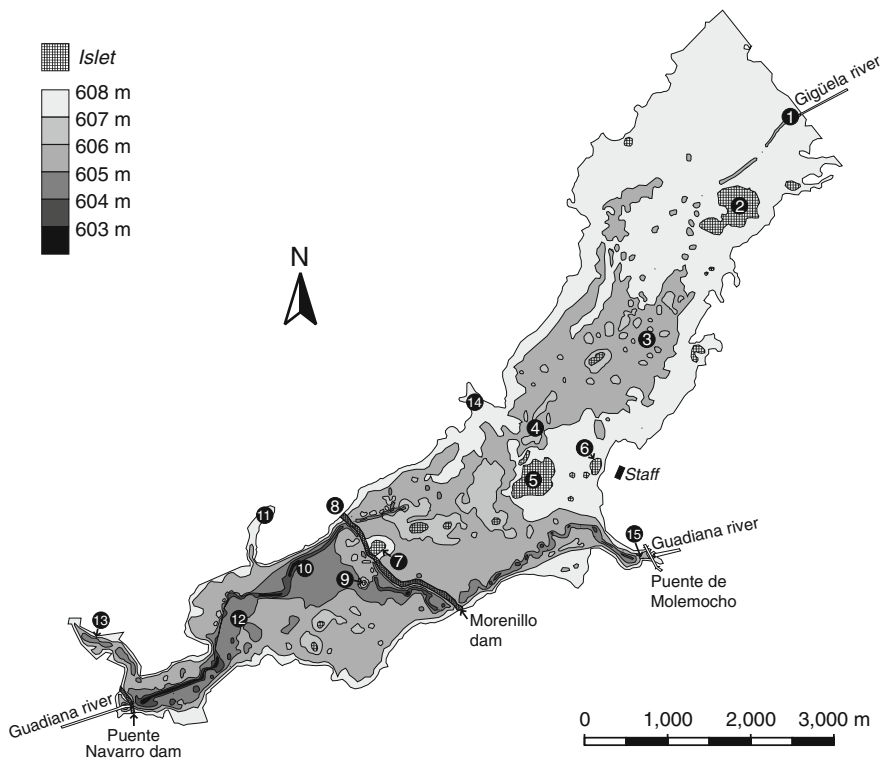 Islet
608 m
607 m
606 m
605 m
604 m
603 m
N
Gigüela river
1
2
3
14
4
6
5
Staff
8
11
15
Guadiana river
7
10
9
Puente de
Molemocho
Morenillo
dam
13
12
Guadiana river
Puente
Navarro dam
0 1,000 2,000 3,000 m